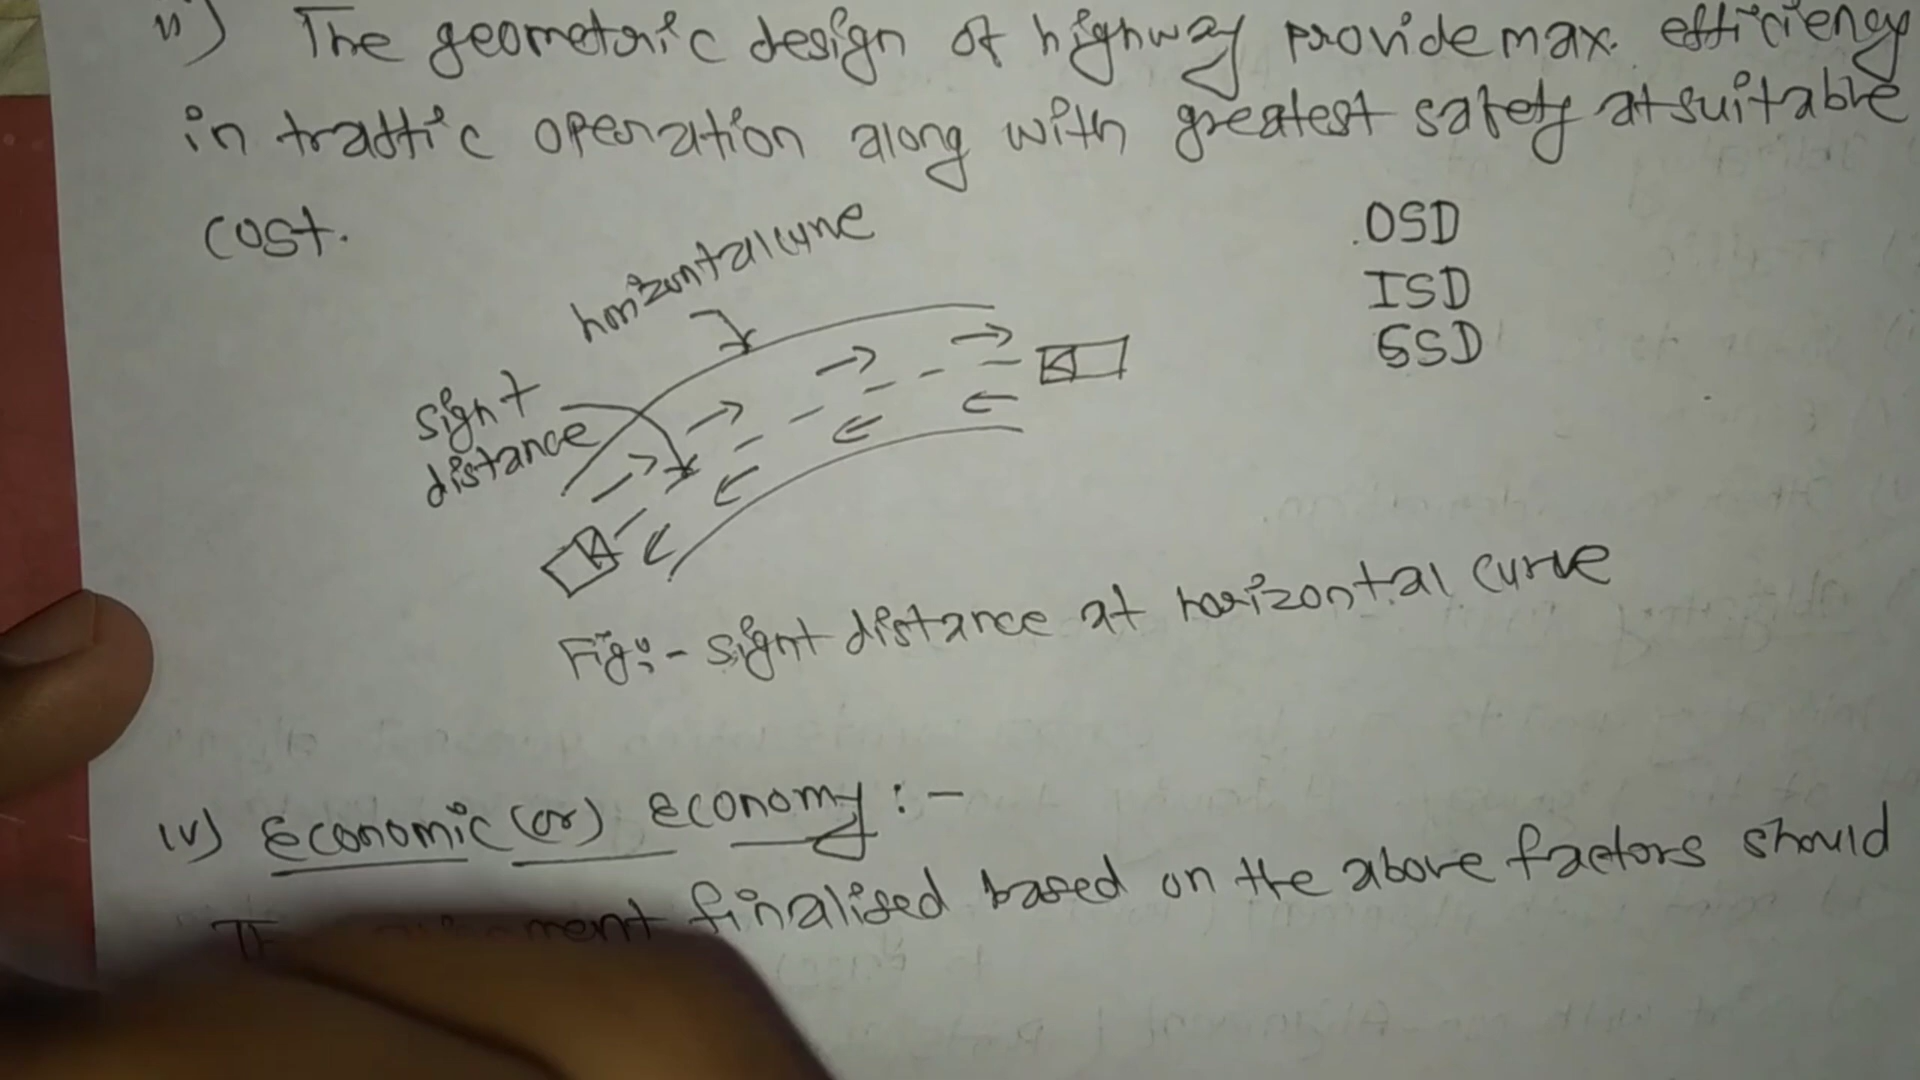 ii) The geometric design of highway provide max. efficiency
in traffic operation along with greatest safety at suitable
cost.
OSD
ISD
SSD
horizontal curve
sight
distance
Fig:- sight distance at horizontal curve
iv) Economic (or) economy :-
finalised based on the above factors should